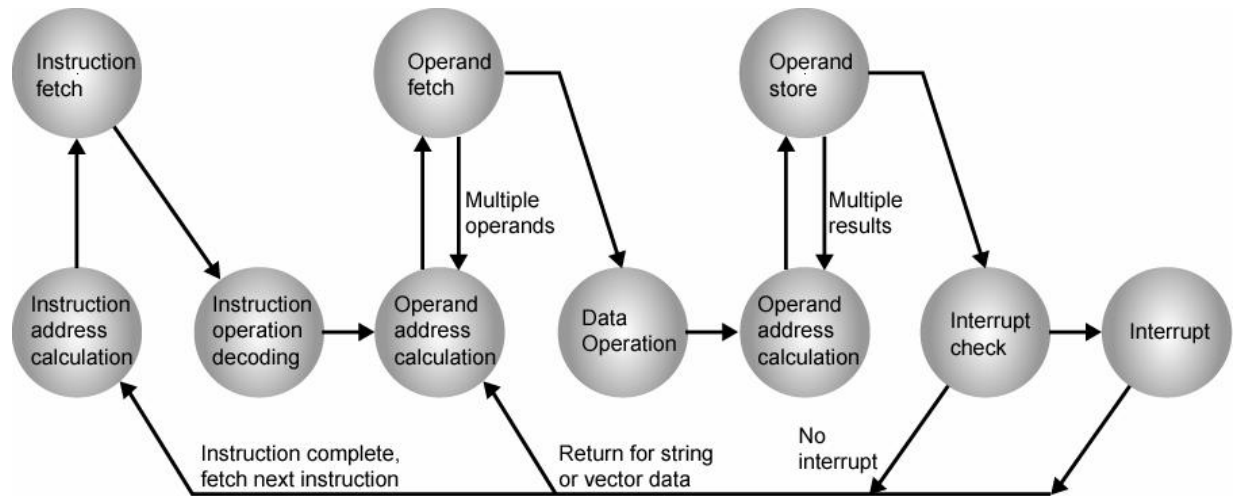 Instruction
fetch
Operand
fetch
Operand
store
Multiple
operands
Multiple
results
Instruction
address
calculation
Instruction
operation
decoding
Operand
address
calculation
Data
Operation
Operand
address
calculation
Interrupt
check
Interrupt
Instruction complete,
fetch next instruction
Return for string
or vector data
No
interrupt